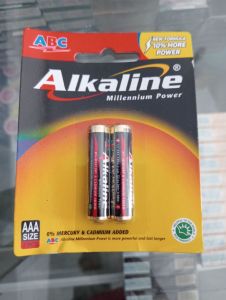 ABC
NEW FORMULA
10% MORE
POWER
Alkaline
Millennium Power
AAA
SIZE
0% MERCURY & CADMIUM ADDED
ABC Alkaline Millennium Power is more powerful and last longer